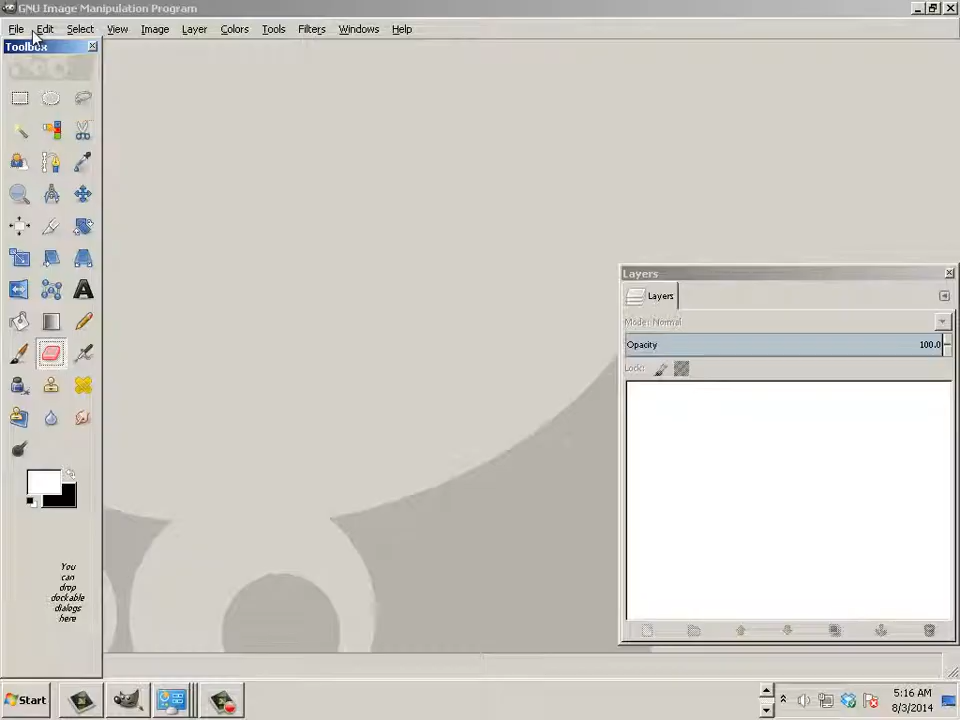 GNU Image Manipulation Program
File Edit Select View Image Layer Colors Tools Filters Windows Help
Toolbox
Layers
Layers
Mode: Normal
Opacity 100.0
Lock:
You
can
drop
dockable
dialogs
here
Start
5:16 AM
8/3/2014